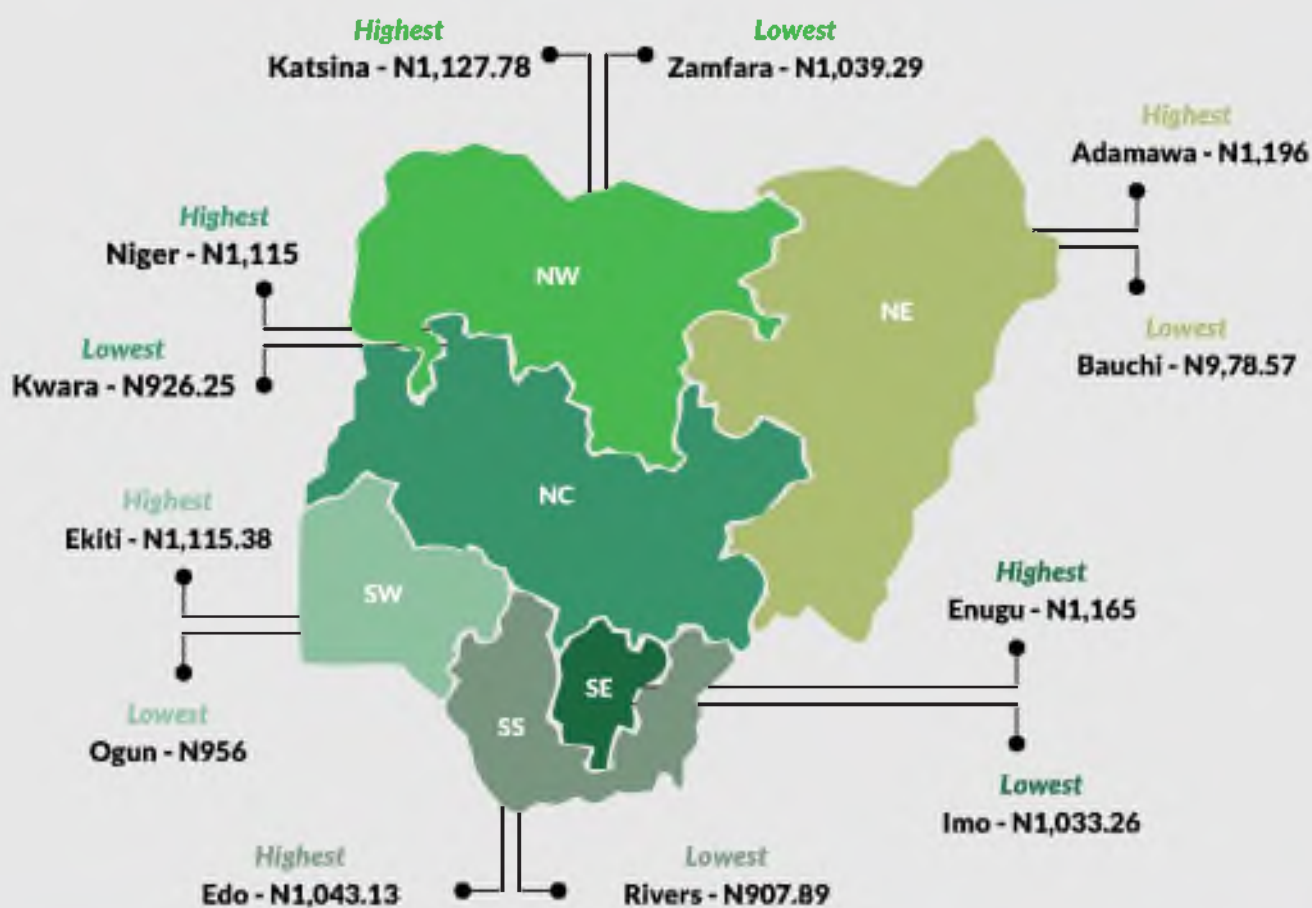 Highest
Katsina - N1,127.78
Lowest
Zamfara - N1,039.29
Highest
Adamawa - N1,196
Highest
Niger - N1,115
NW
NE
Lowest
Kwara - N926.25
Lowest
Bauchi - N9,78.57
Highest
Ekiti - N1,115.38
NC
SW
Highest
Enugu - N1,165
Lowest
Ogun - N956
SE
SS
Lowest
Imo - N1,033.26
Highest
Edo - N1,043.13
Lowest
Rivers - N907.89